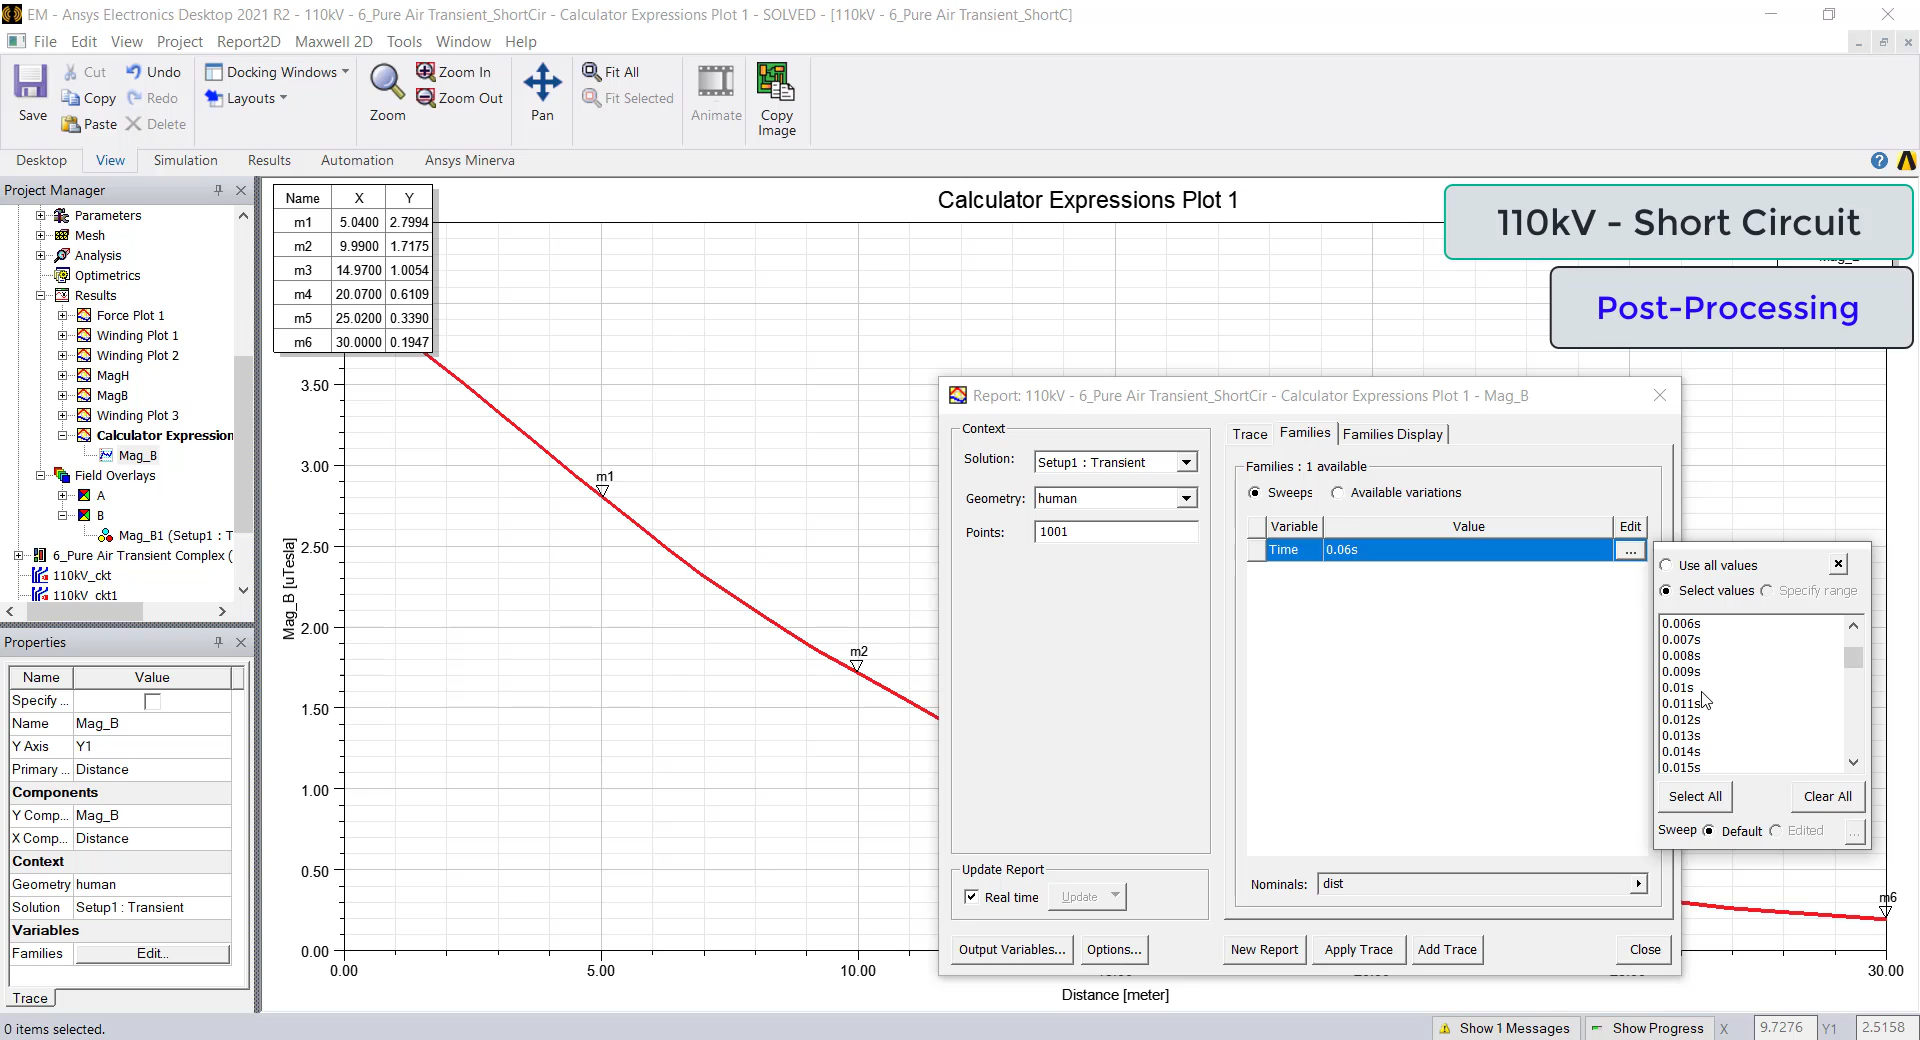 EM - Ansys Electronics Desktop 2021 R2 - 110kV - 6_Pure Air Transient_ShortCir - Calculator Expressions Plot 1 - SOLVED - [110kV - 6_Pure Air Transient_ShortC]
File Edit View Project Report2D Maxwell 2D Tools Window Help
Save Cut Undo Docking Windows Zoom Zoom In Pan Fit All Animate Copy Image
Copy Redo Layouts Zoom Out Fit Selected
Paste Delete
Desktop View Simulation Results Automation Ansys Minerva
Project Manager
Parameters
Mesh
Analysis
Optimetrics
Results
Force Plot 1
Winding Plot 1
Winding Plot 2
MagH
MagB
Winding Plot 3
Calculator Expression
Mag_B
Field Overlays
A
B
Mag_B1 (Setup1 : T
6_Pure Air Transient Complex (
110kV_ckt
110kV_ckt1
Properties
Name Value
Specify ...
Name Mag_B
Y Axis Y1
Primary ... Distance
Components
Y Comp... Mag_B
X Comp... Distance
Context
Geometry human
Solution Setup1 : Transient
Variables
Families Edit...
Trace
Name X Y
m1 5.0400 2.7994
m2 9.9900 1.7175
m3 14.9700 1.0054
m4 20.0700 0.6109
m5 25.0200 0.3390
m6 30.0000 0.1947
Calculator Expressions Plot 1
110kV - Short Circuit
Post-Processing
Mag_B [uTesla]
3.50
3.00
2.50
2.00
1.50
1.00
0.50
0.00
m1
m2
m6
0.00 5.00 10.00 30.00
Distance [meter]
Report: 110kV - 6_Pure Air Transient_ShortCir - Calculator Expressions Plot 1 - Mag_B
Context
Solution: Setup1 : Transient
Geometry: human
Points: 1001
Update Report
Real time Update
Output Variables... Options...
Trace Families Families Display
Families : 1 available
Sweeps Available variations
Variable Value Edit
Time 0.06s ...
Nominals: dist
New Report Apply Trace Add Trace Close
Use all values
Select values Specify range
0.006s
0.007s
0.008s
0.009s
0.01s
0.011s
0.012s
0.013s
0.014s
0.015s
Select All Clear All
Sweep Default Edited ...
0 items selected.
Show 1 Messages Show Progress X 9.7276 Y1 2.5158